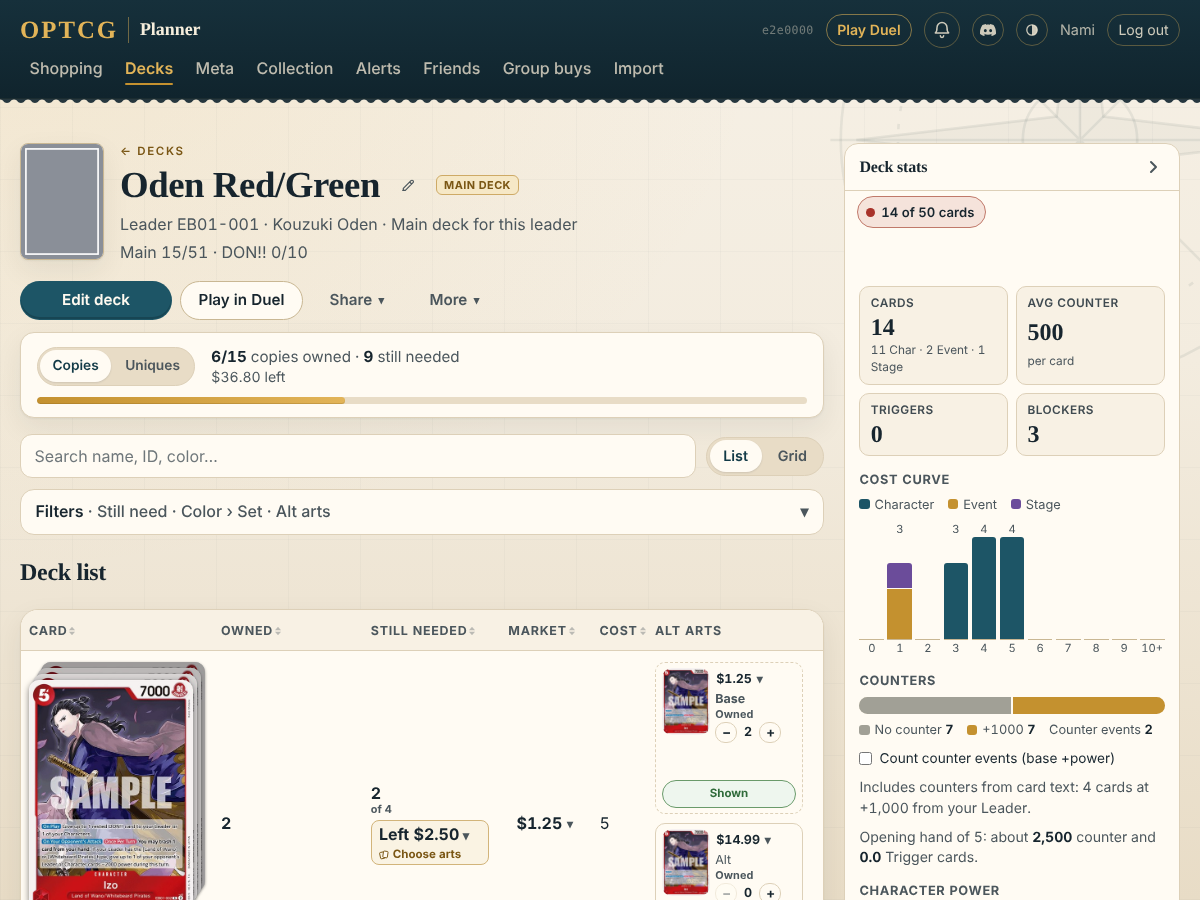 OPTCG Planner
e2e0000 Play Duel Nami Log out
Shopping Decks Meta Collection Alerts Friends Group buys Import
← DECKS
Oden Red/Green MAIN DECK
Leader EB01-001 · Kouzuki Oden · Main deck for this leader
Main 15/51 · DON!! 0/10
Edit deck Play in Duel Share ▾ More ▾
Copies Uniques
6/15 copies owned · 9 still needed
$36.80 left
Search name, ID, color...
List Grid
Filters · Still need · Color › Set · Alt arts ▾
Deck list
CARD OWNED STILL NEEDED MARKET COST ALT ARTS
5 7000
SAMPLE
CHARACTER
Izo
Land of Wano/Whitebeard Pirates
2
2
of 4
Left $2.50 ▾
Choose arts
$1.25 ▾
5
SAMPLE
$1.25 ▾
Base
Owned
− 2 +
Shown
SAMPLE
$14.99 ▾
Alt
Owned
− 0 +
Deck stats
14 of 50 cards
CARDS
14
11 Char · 2 Event · 1
Stage
AVG COUNTER
500
per card
TRIGGERS
0
BLOCKERS
3
COST CURVE
Character Event Stage
3 3 4 4
0 1 2 3 4 5 6 7 8 9 10+
COUNTERS
No counter 7 +1000 7 Counter events 2
Count counter events (base +power)
Includes counters from card text: 4 cards at
+1,000 from your Leader.
Opening hand of 5: about 2,500 counter and
0.0 Trigger cards.
CHARACTER POWER